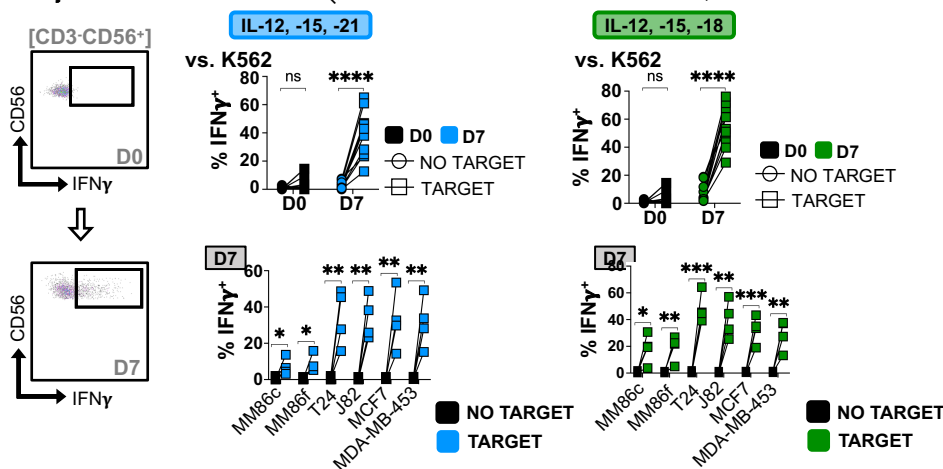 [CD3-CD56+]
CD56
D0
IFNγ
CD56
D7
IFNγ
IL-12, -15, -21
vs. K562
ns
****
% IFNγ+
80
60
40
20
0
D0
D7
D0 D7
NO TARGET
TARGET
D7
% IFNγ+
60
40
20
0
*
*
**
**
**
**
MM86c
MM86f
T24
J82
MCF7
MDA-MB-453
NO TARGET
TARGET
IL-12, -15, -18
vs. K562
ns
****
% IFNγ+
80
60
40
20
0
D0
D7
D0 D7
NO TARGET
TARGET
D7
% IFNγ+
80
60
40
20
0
*
**
***
**
***
**
MM86c
MM86f
T24
J82
MCF7
MDA-MB-453
NO TARGET
TARGET